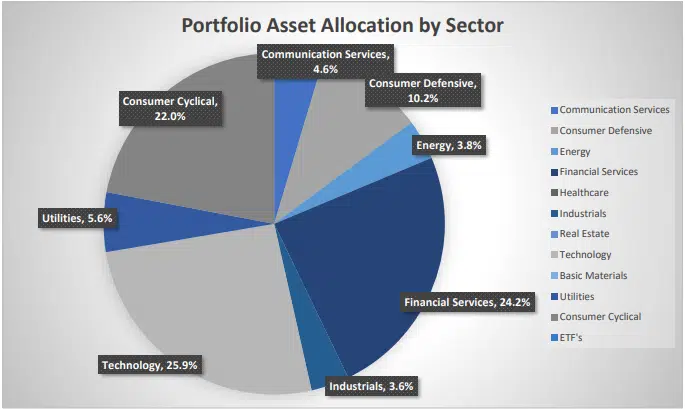 Portfolio Asset Allocation by Sector
Communication Services,
4.6%
Consumer Defensive,
10.2%
Consumer Cyclical,
22.0%
Energy, 3.8%
Utilities, 5.6%
Financial Services, 24.2%
Technology, 25.9%
Industrials, 3.6%
Communication Services
Consumer Defensive
Energy
Financial Services
Healthcare
Industrials
Real Estate
Technology
Basic Materials
Utilities
Consumer Cyclical
ETF's